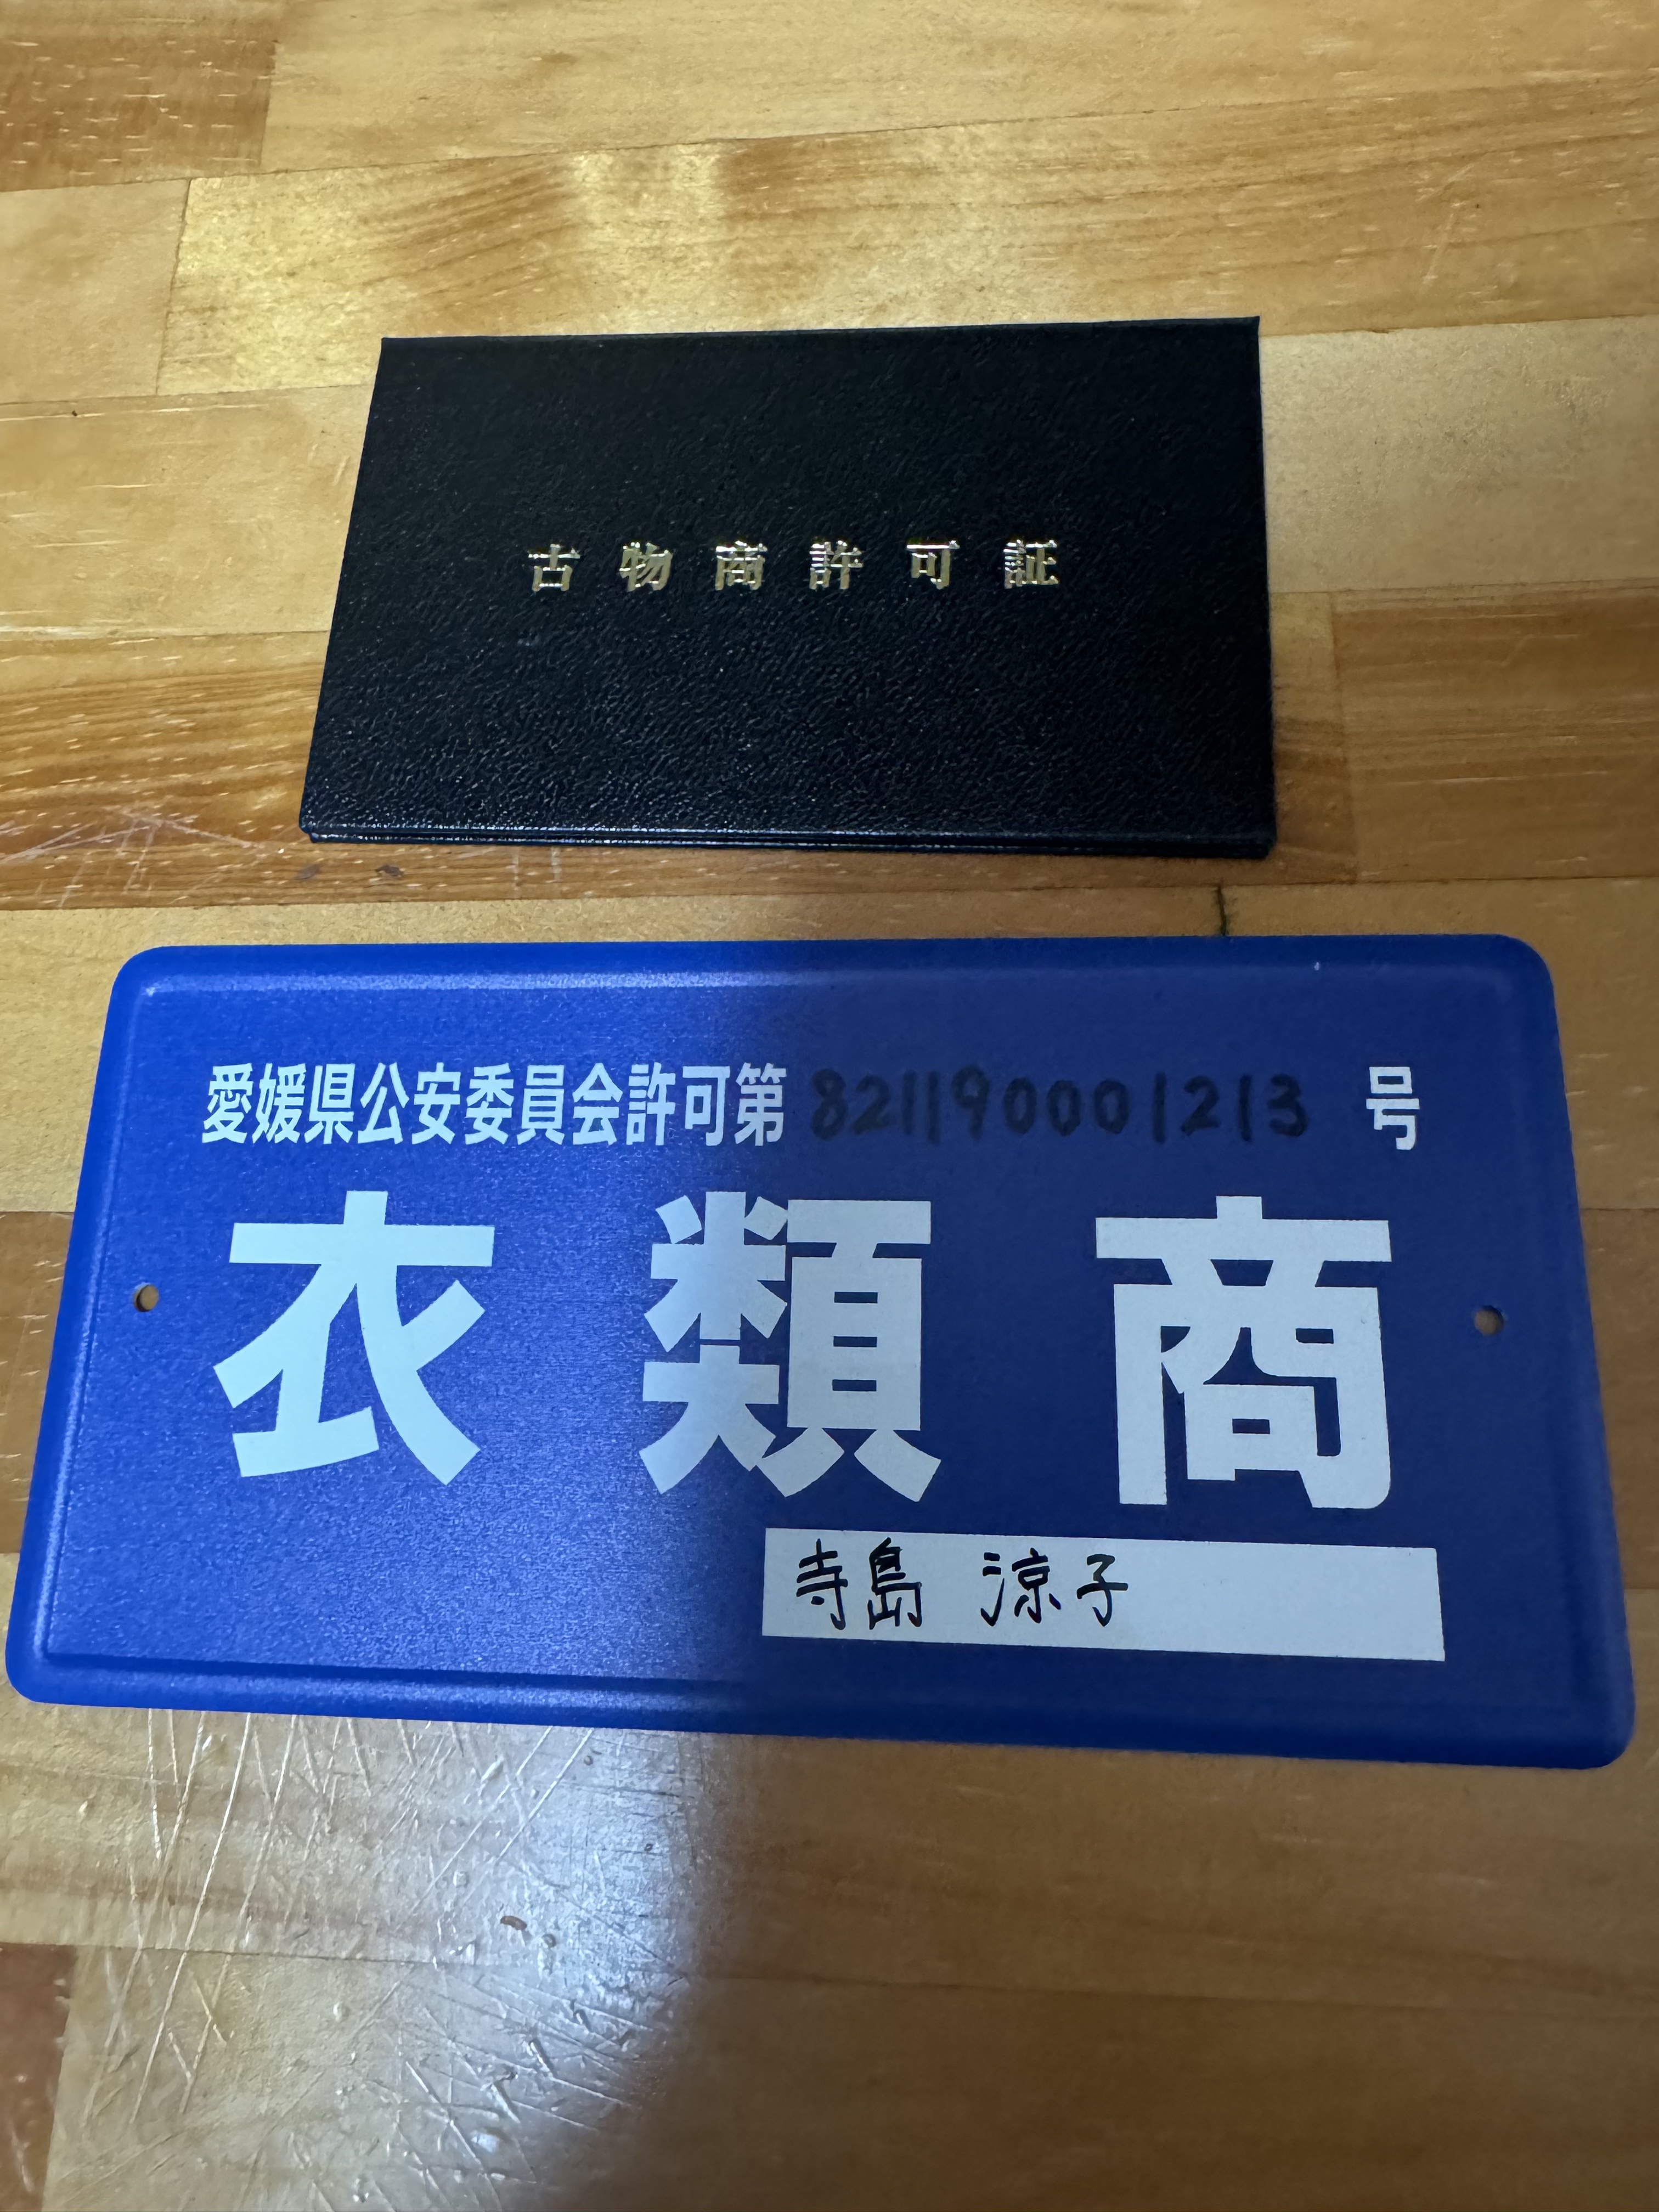 古物商許可証
愛媛県公安委員会許可第821190001213号
衣類商
寺島 涼子